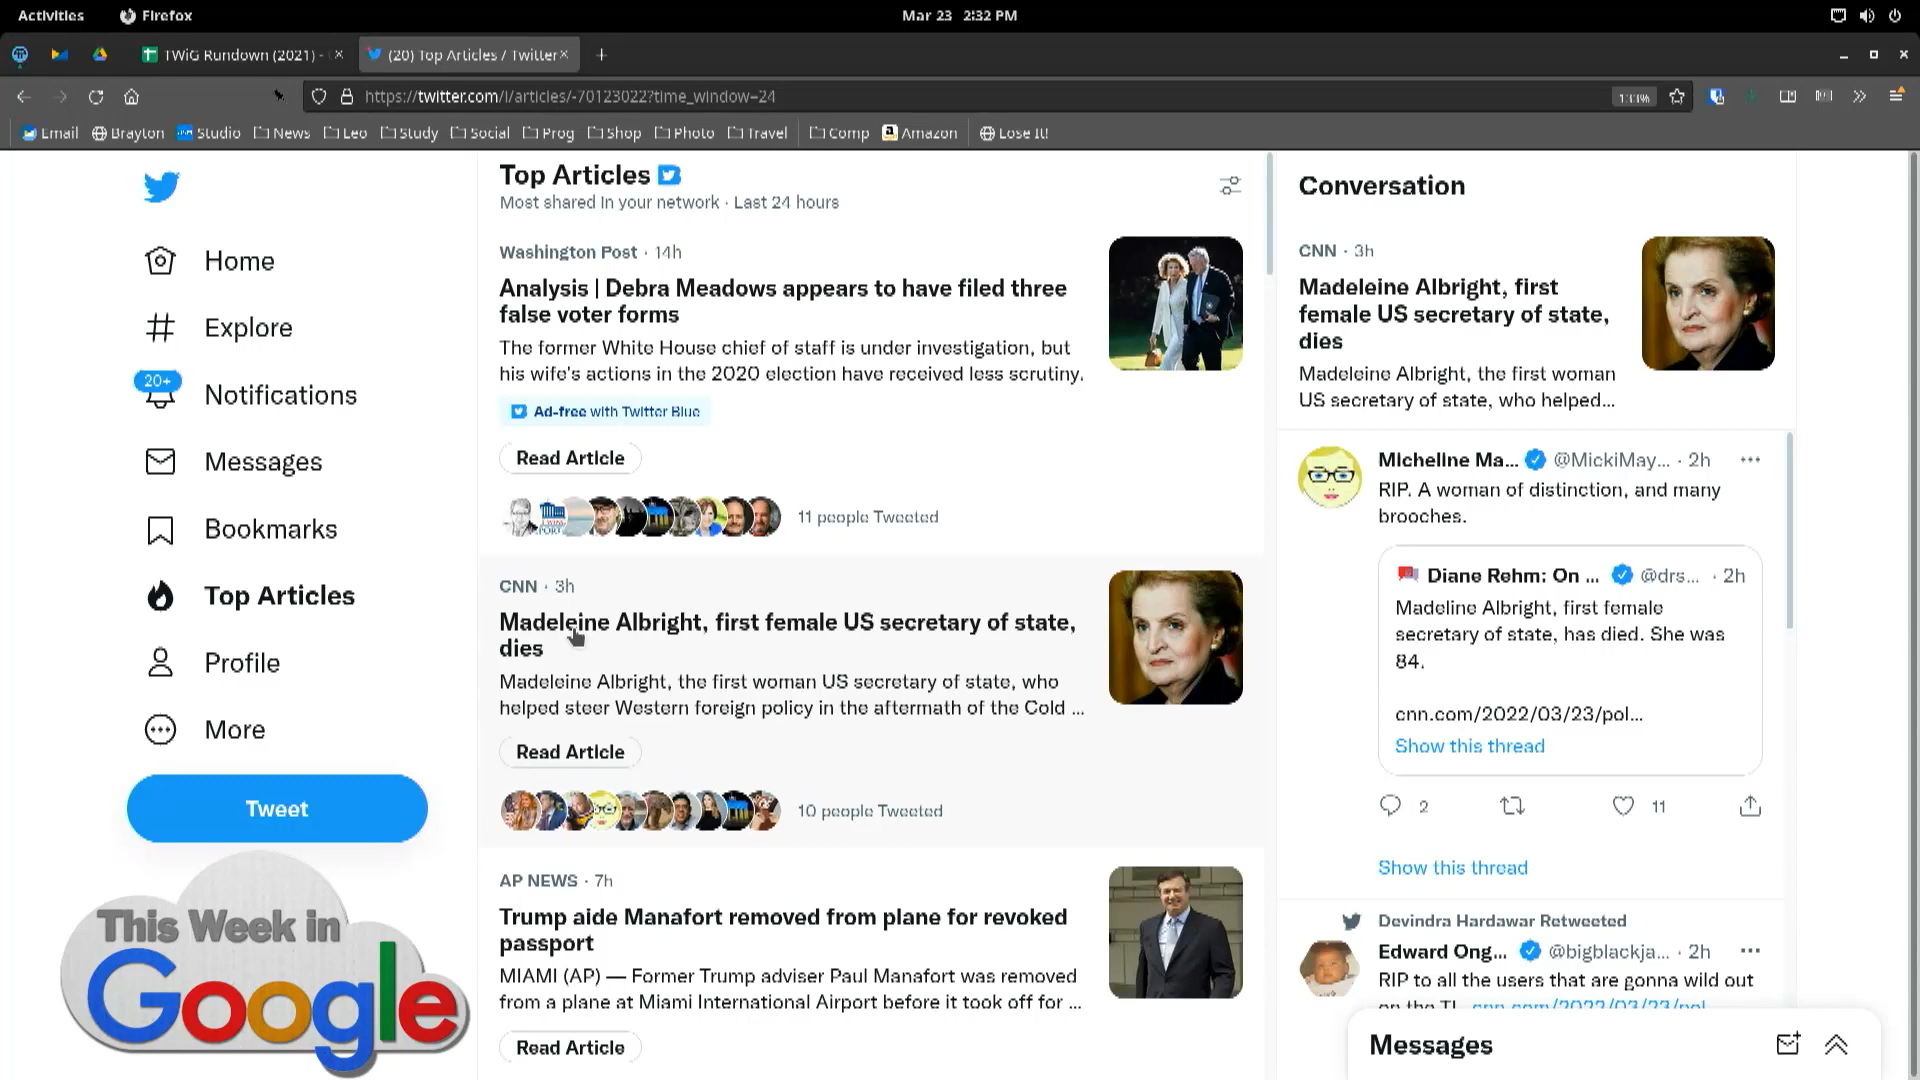 Activities
Firefox
Mar 23 2:32 PM
TWiG Rundown (2021) -
(20) Top Articles / Twitter
https://twitter.com/i/articles/-70123022?time_window=24
133%
Email
Brayton
Studio
News
Leo
Study
Social
Prog
Shop
Photo
Travel
Comp
Amazon
Lose It!
Home
Explore
20+
Notifications
Messages
Bookmarks
Top Articles
Profile
More
Tweet
This Week in
Google
Top Articles
Most shared in your network · Last 24 hours
Washington Post · 14h
Analysis | Debra Meadows appears to have filed three
false voter forms
The former White House chief of staff is under investigation, but
his wife's actions in the 2020 election have received less scrutiny.
Ad-free with Twitter Blue
Read Article
11 people Tweeted
CNN · 3h
Madeleine Albright, first female US secretary of state,
dies
Madeleine Albright, the first woman US secretary of state, who
helped steer Western foreign policy in the aftermath of the Cold ...
Read Article
10 people Tweeted
AP NEWS · 7h
Trump aide Manafort removed from plane for revoked
passport
MIAMI (AP) — Former Trump adviser Paul Manafort was removed
from a plane at Miami International Airport before it took off for ...
Read Article
Conversation
CNN · 3h
Madeleine Albright, first
female US secretary of state,
dies
Madeleine Albright, the first woman
US secretary of state, who helped...
Micheline Ma... @MickiMay... · 2h
RIP. A woman of distinction, and many
brooches.
Diane Rehm: On ... @drs... · 2h
Madeline Albright, first female
secretary of state, has died. She was
84.
cnn.com/2022/03/23/pol...
Show this thread
2
11
Show this thread
Devindra Hardawar Retweeted
Edward Ong... @bigblackja... · 2h
RIP to all the users that are gonna wild out
on the TL. cnn.com/2022/03/23/pol...
Messages